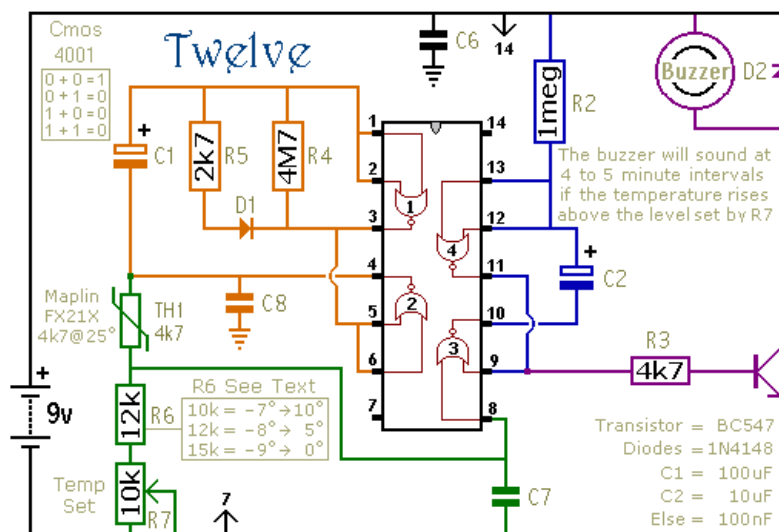 Cmos
4001
0 + 0 = 1
0 + 1 = 0
1 + 0 = 0
1 + 1 = 0
Twelve
C6
14
1meg
R2
Buzzer
D2
The buzzer will sound at
4 to 5 minute intervals
if the temperature rises
above the level set by R7
+
C1
2k7
R5
4M7
R4
D1
1
2
3
4
5
6
7
14
13
12
11
10
9
8
1
2
3
4
+
C2
C8
Maplin
FX21X
4k7@25°
TH1
4k7
R3
4k7
+
9v
12k
R6
R6 See Text
10k = -7° → 10°
12k = -8° → 5°
15k = -9° → 0°
Temp
Set
10k
R7
7
C7
Transistor = BC547
Diodes = 1N4148
C1 = 100uF
C2 = 10uF
Else = 100nF